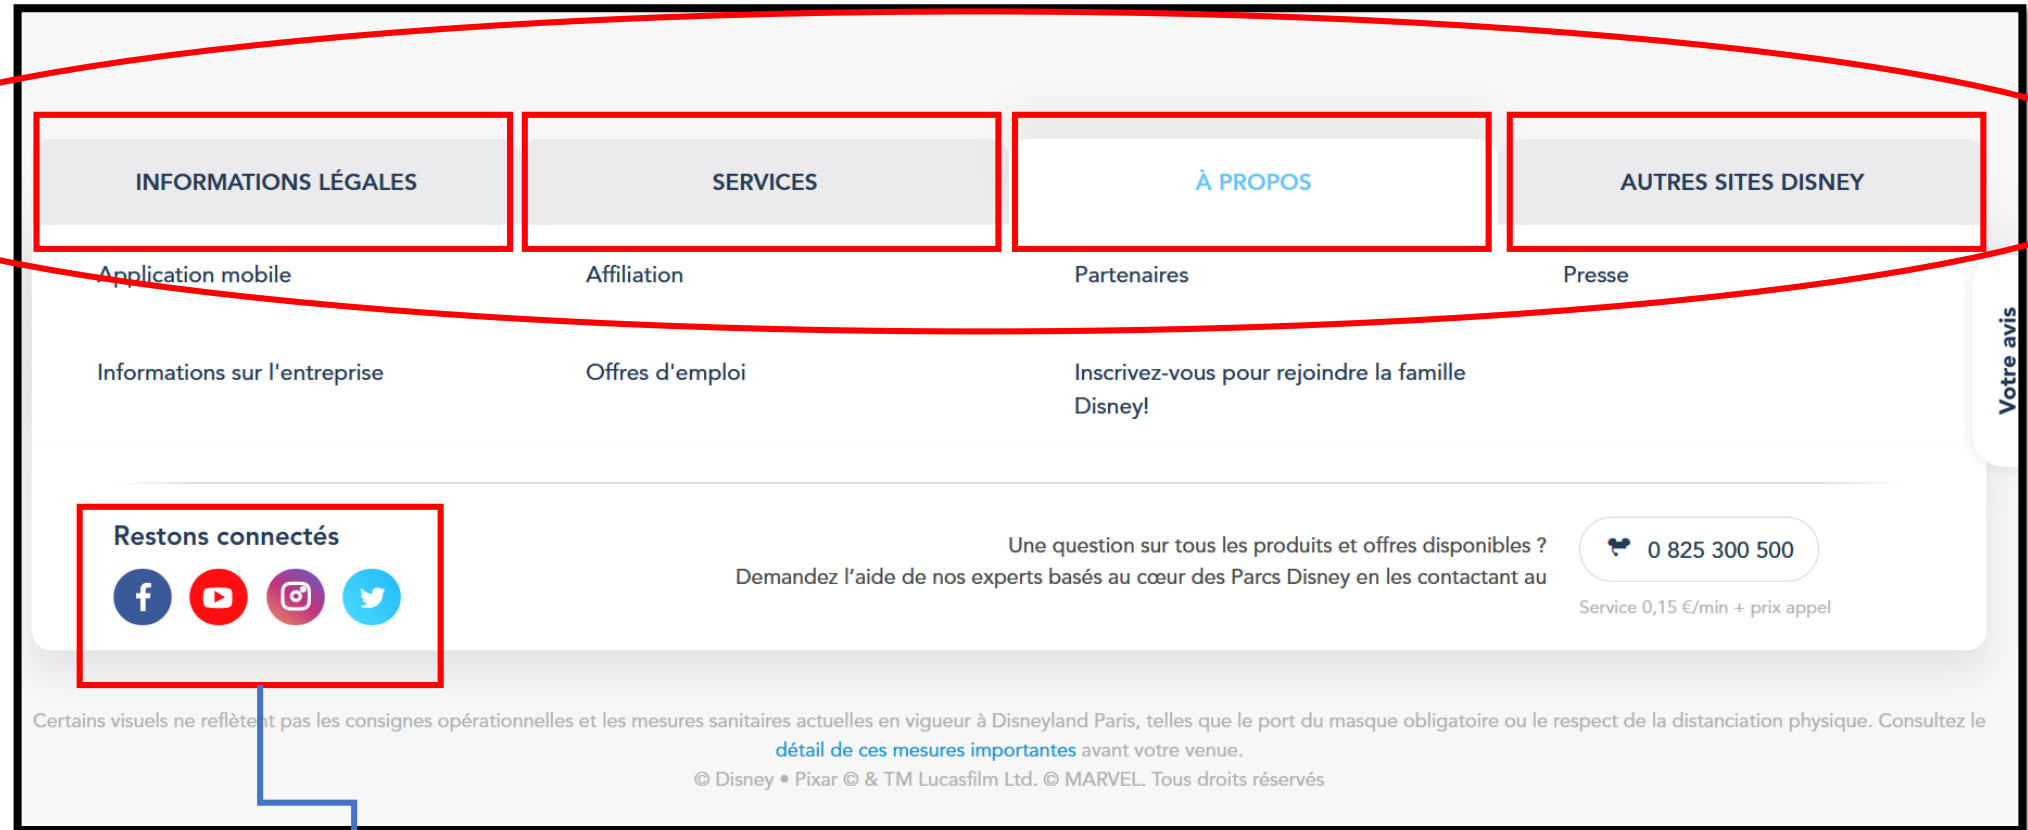 INFORMATIONS LÉGALES
SERVICES
À PROPOS
AUTRES SITES DISNEY
Application mobile
Affiliation
Partenaires
Presse
Informations sur l'entreprise
Offres d'emploi
Inscrivez-vous pour rejoindre la famille
Disney!
Votre avis
Restons connectés
Une question sur tous les produits et offres disponibles ?
Demandez l’aide de nos experts basés au cœur des Parcs Disney en les contactant au
0 825 300 500
Service 0,15 €/min + prix appel
Certains visuels ne reflètent pas les consignes opérationnelles et les mesures sanitaires actuelles en vigueur à Disneyland Paris, telles que le port du masque obligatoire ou le respect de la distanciation physique. Consultez le
détail de ces mesures importantes avant votre venue.
© Disney • Pixar © & TM Lucasfilm Ltd. © MARVEL. Tous droits réservés